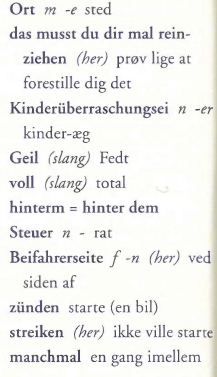 Ort m -e sted
das musst du dir mal rein-
ziehen (her) prøv lige at
forestille dig det
Kinderüberraschungsei n -er
kinder-æg
Geil (slang) Fedt
voll (slang) total
hinterm = hinter dem
Steuer n - rat
Beifahrerseite f -n (her) ved
siden af
zünden starte (en bil)
streiken (her) ikke ville starte
manchmal en gang imellem